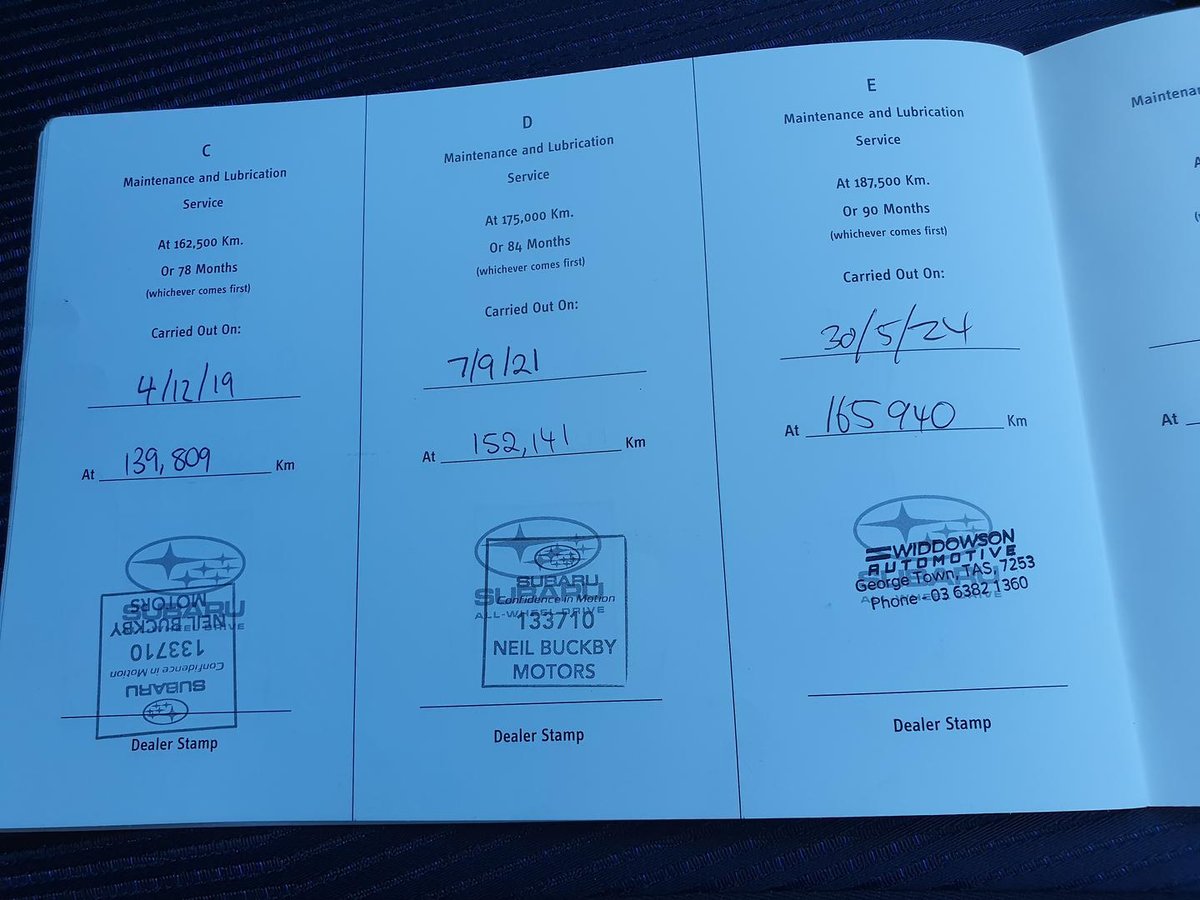 C
Maintenance and Lubrication
Service
At 162,500 Km.
Or 78 Months
(whichever comes first)
Carried Out On:
4/12/19
At 139,809 Km
SUBARU
ALL-WHEEL DRIVE
SUBARU
Confidence in Motion
133710
NEIL BUCKBY
MOTORS
Dealer Stamp
D
Maintenance and Lubrication
Service
At 175,000 Km.
Or 84 Months
(whichever comes first)
Carried Out On:
7/9/21
At 152,141 Km
SUBARU
ALL-WHEEL DRIVE
SUBARU
Confidence in Motion
133710
NEIL BUCKBY
MOTORS
Dealer Stamp
E
Maintenance and Lubrication
Service
At 187,500 Km.
Or 90 Months
(whichever comes first)
Carried Out On:
30/5/24
At 165940 Km
WIDDOWSON
AUTOMOTIVE
George Town, TAS, 7253
Phone - 03 6382 1360
Dealer Stamp
At